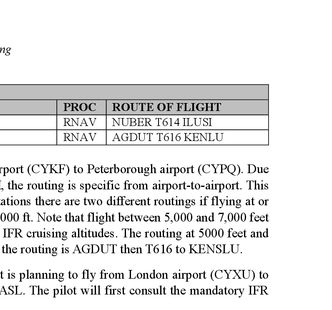 ng
PROC ROUTE OF FLIGHT
RNAV NUBER T614 ILUSI
RNAV AGDUT T616 KENLU
rport (CYKF) to Peterborough airport (CYPQ). Due
, the routing is specific from airport-to-airport. This
ations there are two different routings if flying at or
000 ft. Note that flight between 5,000 and 7,000 feet
IFR cruising altitudes. The routing at 5000 feet and
the routing is AGDUT then T616 to KENSLU.
t is planning to fly from London airport (CYXU) to
ASL. The pilot will first consult the mandatory IFR